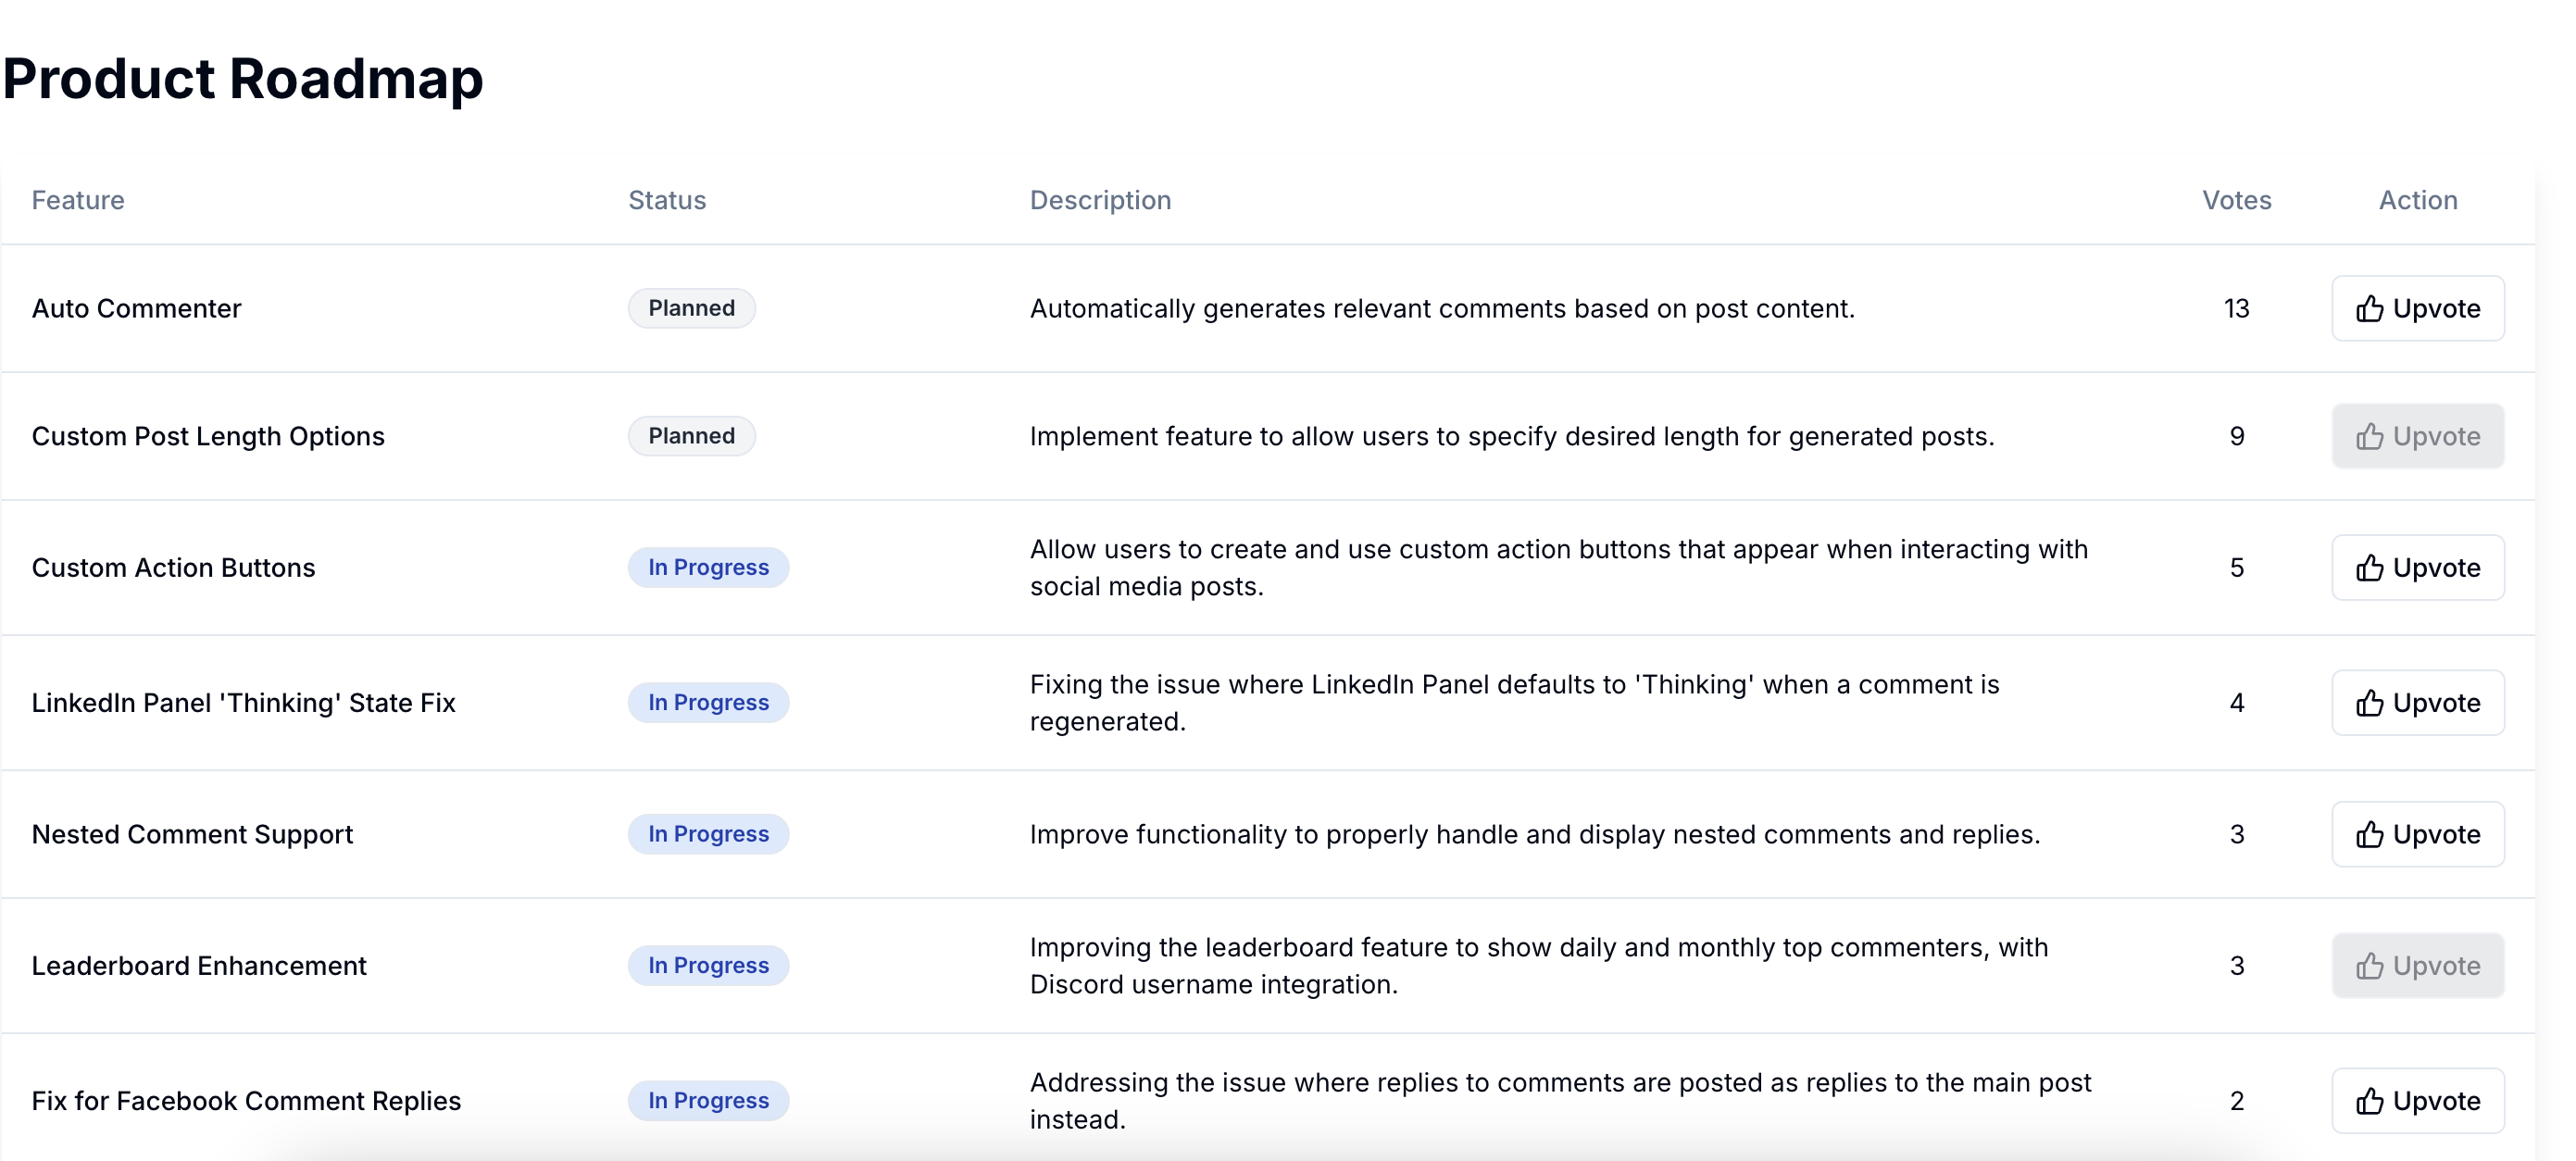 Product Roadmap
Feature Status Description Votes Action
Auto Commenter Planned Automatically generates relevant comments based on post content. 13 Upvote
Custom Post Length Options Planned Implement feature to allow users to specify desired length for generated posts. 9 Upvote
Custom Action Buttons In Progress Allow users to create and use custom action buttons that appear when interacting with
social media posts. 5 Upvote
LinkedIn Panel 'Thinking' State Fix In Progress Fixing the issue where LinkedIn Panel defaults to 'Thinking' when a comment is
regenerated. 4 Upvote
Nested Comment Support In Progress Improve functionality to properly handle and display nested comments and replies. 3 Upvote
Leaderboard Enhancement In Progress Improving the leaderboard feature to show daily and monthly top commenters, with
Discord username integration. 3 Upvote
Fix for Facebook Comment Replies In Progress Addressing the issue where replies to comments are posted as replies to the main post
instead. 2 Upvote